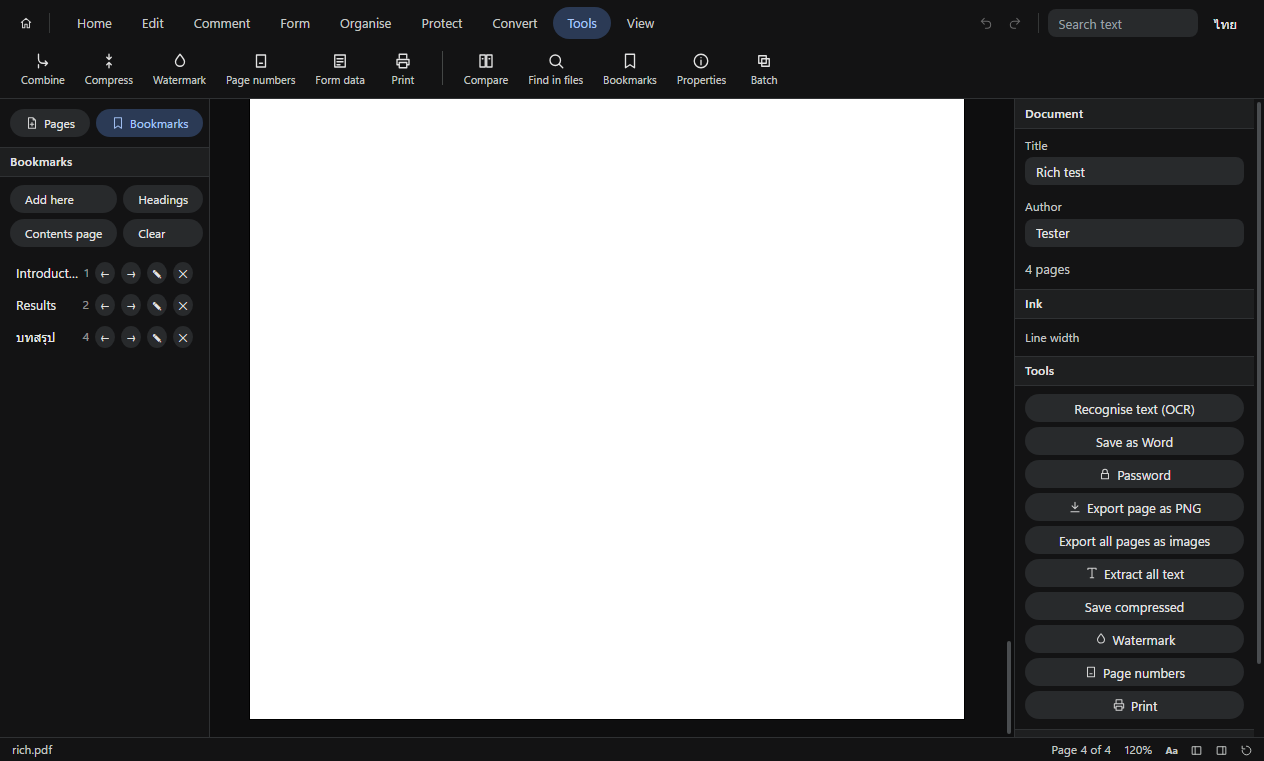 Home Edit Comment Form Organise Protect Convert Tools View Search text ไทย
Combine Compress Watermark Page numbers Form data Print Compare Find in files Bookmarks Properties Batch
Pages Bookmarks
Bookmarks
Add here Headings
Contents page Clear
Introduct... 1
Results 2
บทสรุป 4
Document
Title
Rich test
Author
Tester
4 pages
Ink
Line width
Tools
Recognise text (OCR)
Save as Word
Password
Export page as PNG
Export all pages as images
Extract all text
Save compressed
Watermark
Page numbers
Print
rich.pdf Page 4 of 4 120% Aa